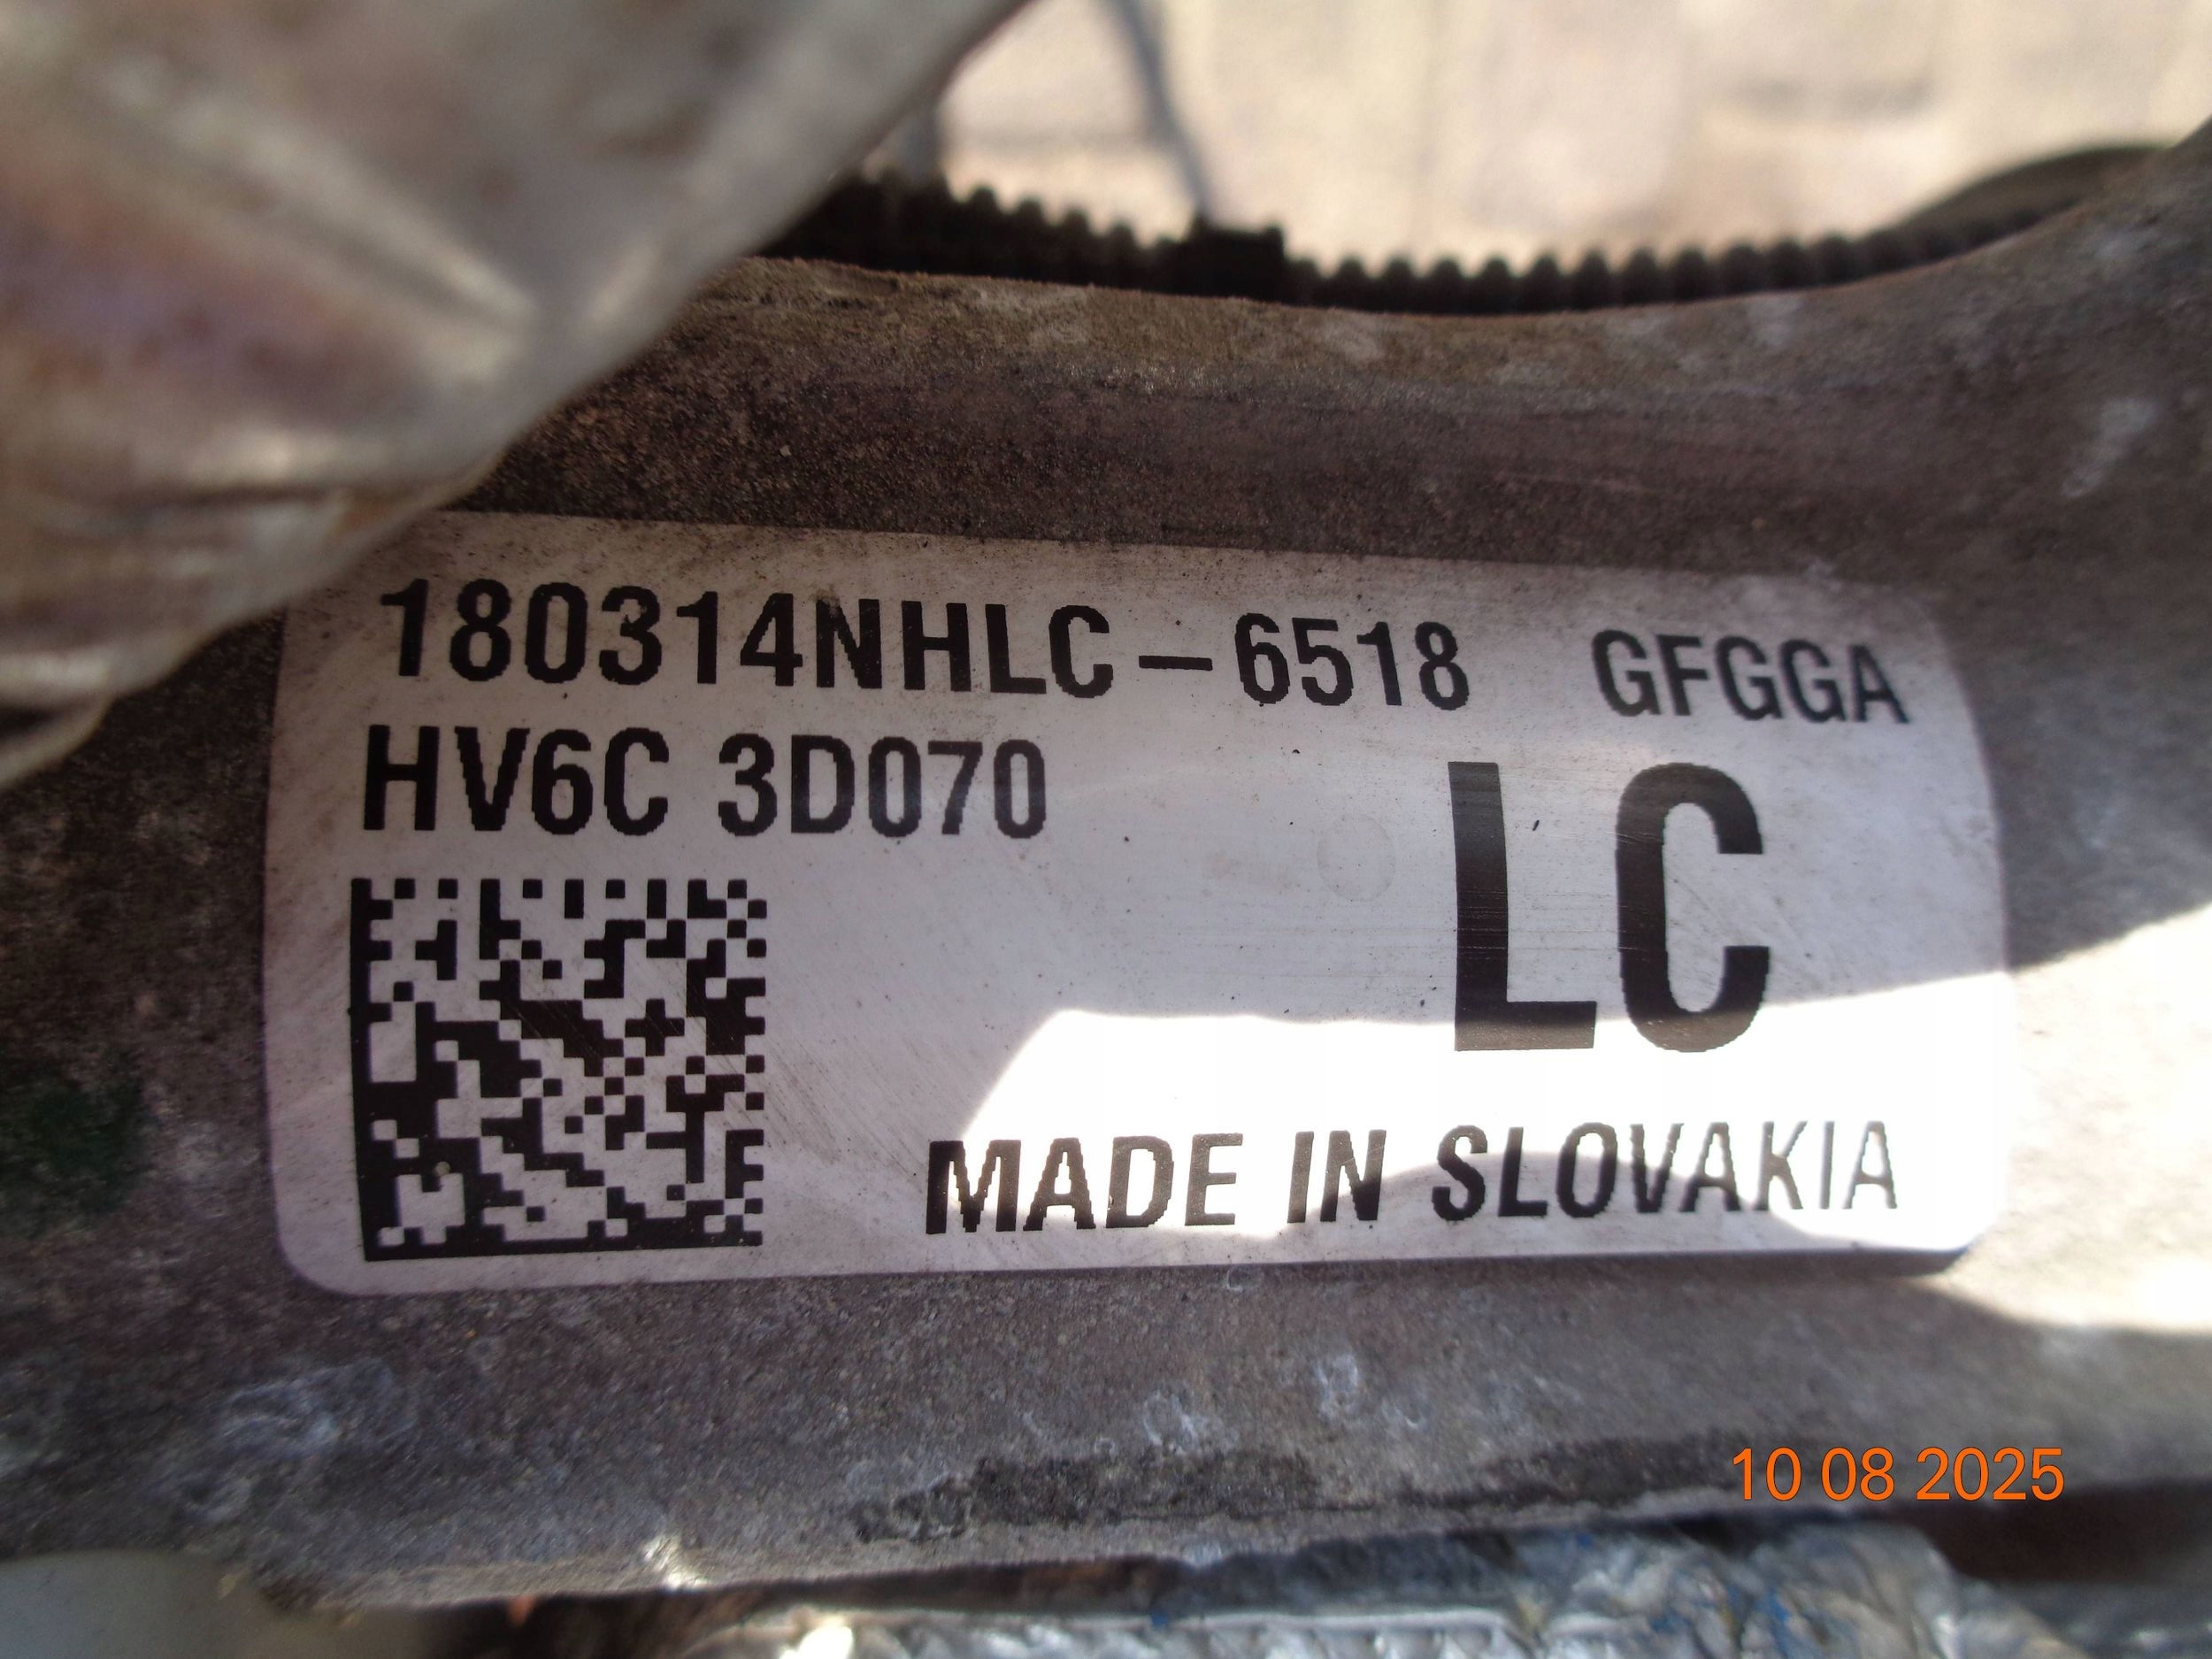 180314NHLC-6518 GFGGA
HV6C 3D070
LC
MADE IN SLOVAKIA
10 08 2025